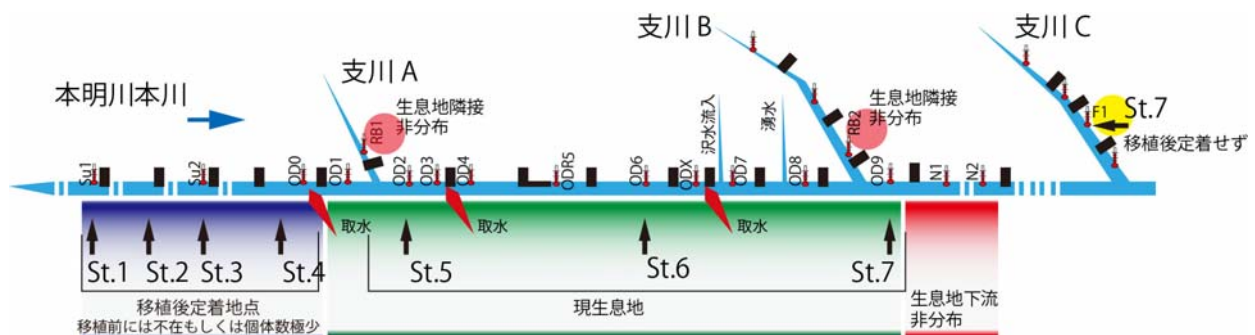 支川 A
支川 B
支川 C
本明川本川
生息地隣接
非分布
生息地隣接
非分布
St.7
移植後定着せず
沢水流入
湧水
RB1
RB2
F1
Su1
Su2
OD0
OD1
OD2
OD3
OD4
ODR5
OD6
ODX
OD7
OD8
OD9
N1
N2
取水
取水
取水
St.1
St.2
St.3
St.4
St.5
St.6
St.7
移植後定着地点
移植前には不在もしくは個体数極少
現生息地
生息地下流
非分布